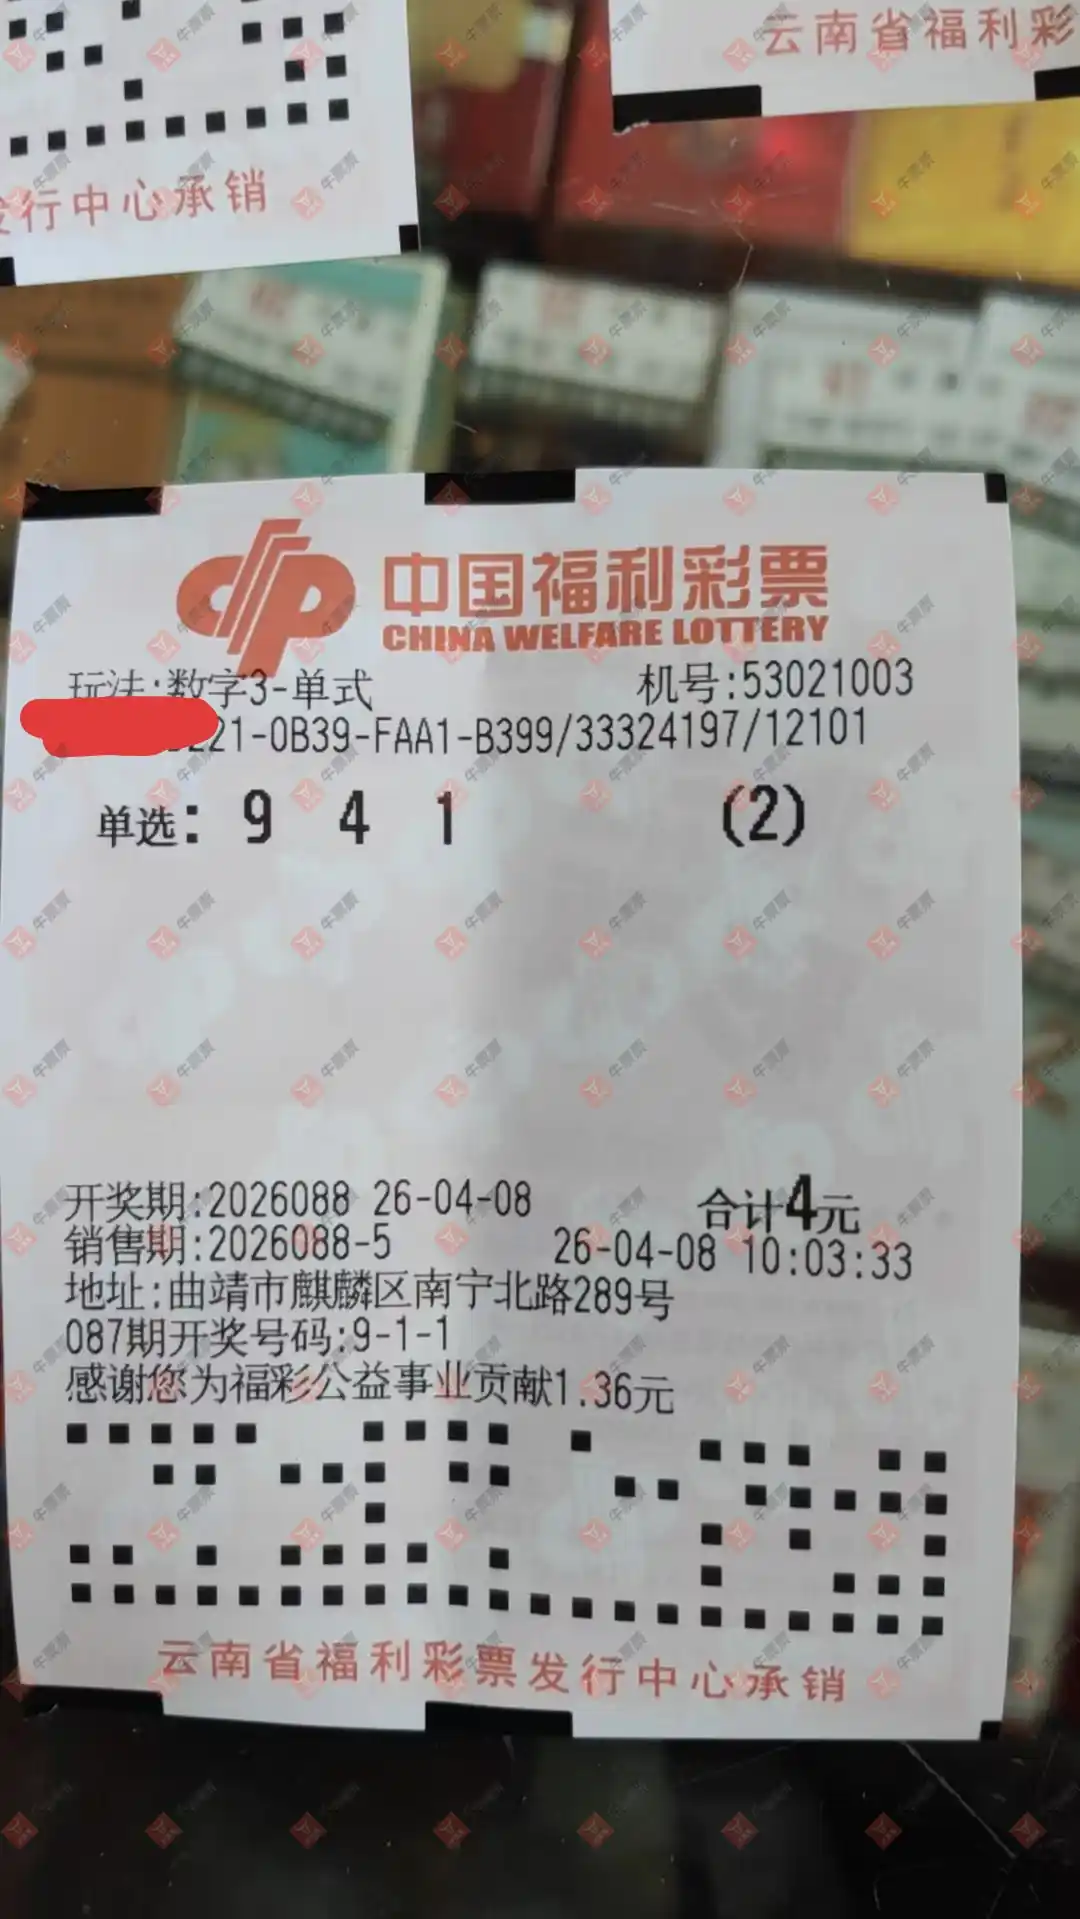 云南省福利彩
发行中心承销
中国福利彩票
CHINA WELFARE LOTTERY
玩法:数字3-单式 机号:53021003
221-0B39-FAA1-B399/33324197/12101
单选: 9 4 1 (2)
开奖期:2026088 26-04-08 合计4元
销售期:2026088-5 26-04-08 10:03:33
地址:曲靖市麒麟区南宁北路289号
087期开奖号码:9-1-1
感谢您为福彩公益事业贡献1.36元
云南省福利彩票发行中心承销